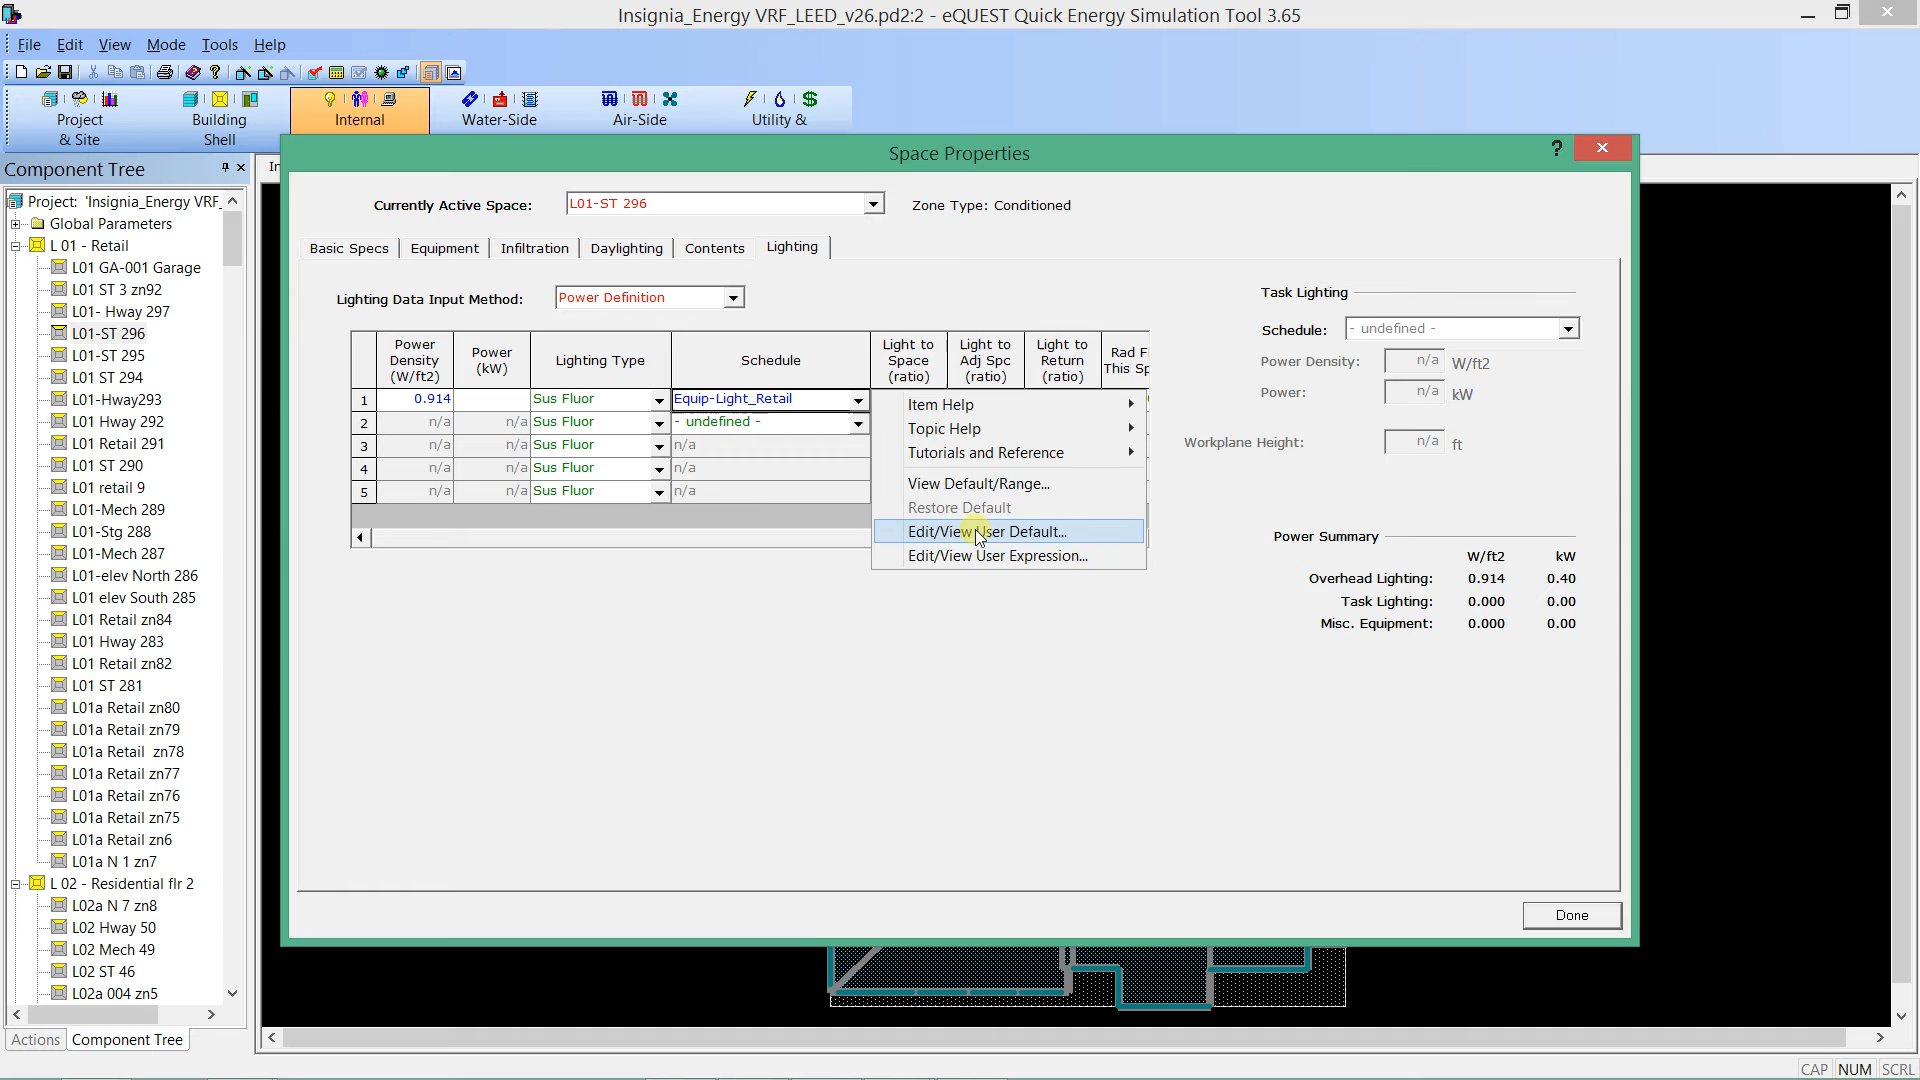 Insignia_Energy VRF_LEED_v26.pd2:2 - eQUEST Quick Energy Simulation Tool 3.65
File Edit View Mode Tools Help
Project & Site
Building Shell
Internal
Water-Side
Air-Side
Utility &
Component Tree
Project: 'Insignia_Energy VRF_
Global Parameters
L 01 - Retail
L01 GA-001 Garage
L01 ST 3 zn92
L01- Hway 297
L01-ST 296
L01-ST 295
L01 ST 294
L01-Hway293
L01 Hway 292
L01 Retail 291
L01 ST 290
L01 retail 9
L01-Mech 289
L01-Stg 288
L01-Mech 287
L01-elev North 286
L01 elev South 285
L01 Retail zn84
L01 Hway 283
L01 Retail zn82
L01 ST 281
L01a Retail zn80
L01a Retail zn79
L01a Retail  zn78
L01a Retail zn77
L01a Retail zn76
L01a Retail zn75
L01a Retail zn6
L01a N 1 zn7
L 02 - Residential flr 2
L02a N 7 zn8
L02 Hway 50
L02 Mech 49
L02 ST 46
L02a 004 zn5
Actions Component Tree
Space Properties
Currently Active Space: L01-ST 296 Zone Type: Conditioned
Basic Specs Equipment Infiltration Daylighting Contents Lighting
Lighting Data Input Method: Power Definition
Power Density (W/ft2) Power (kW) Lighting Type Schedule Light to Space (ratio) Light to Adj Spc (ratio) Light to Return (ratio) Rad Fr This Sp
1 0.914 Sus Fluor Equip-Light_Retail
2 n/a n/a Sus Fluor - undefined -
3 n/a n/a Sus Fluor n/a
4 n/a n/a Sus Fluor n/a
5 n/a n/a Sus Fluor n/a
Item Help
Topic Help
Tutorials and Reference
View Default/Range...
Restore Default
Edit/View User Default...
Edit/View User Expression...
Task Lighting
Schedule: - undefined -
Power Density: n/a W/ft2
Power: n/a kW
Workplane Height: n/a ft
Power Summary
W/ft2 kW
Overhead Lighting: 0.914 0.40
Task Lighting: 0.000 0.00
Misc. Equipment: 0.000 0.00
Done
CAP NUM SCRL